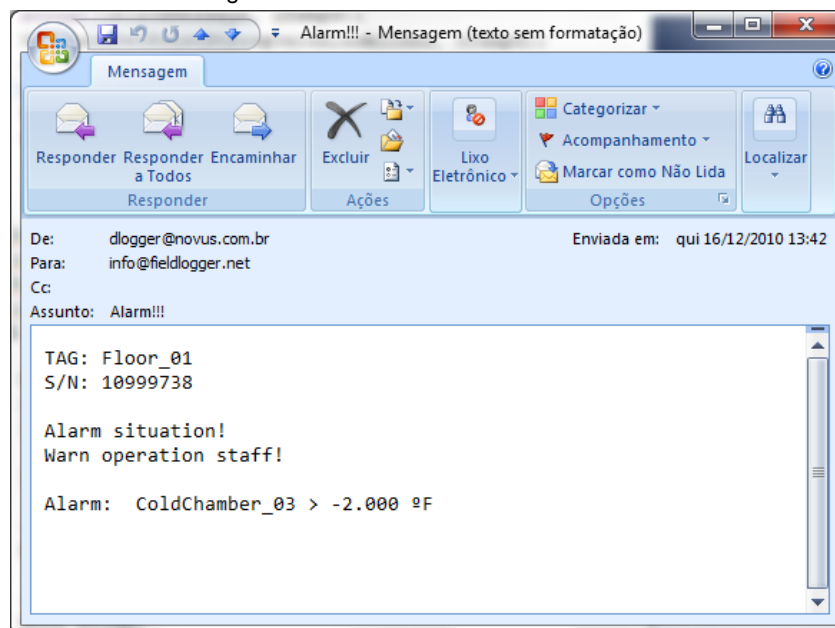 Alarm!!! - Mensagem (texto sem formatação)
Mensagem
Responder Responder a Todos Encaminhar
Responder
Excluir
Ações
Lixo Eletrônico
Categorizar
Acompanhamento
Marcar como Não Lida
Opções
Localizar
De: dlogger@novus.com.br
Enviada em: qui 16/12/2010 13:42
Para: info@fieldlogger.net
Cc:
Assunto: Alarm!!!
TAG: Floor_01
S/N: 10999738
Alarm situation!
Warn operation staff!
Alarm: ColdChamber_03 > -2.000 ºF